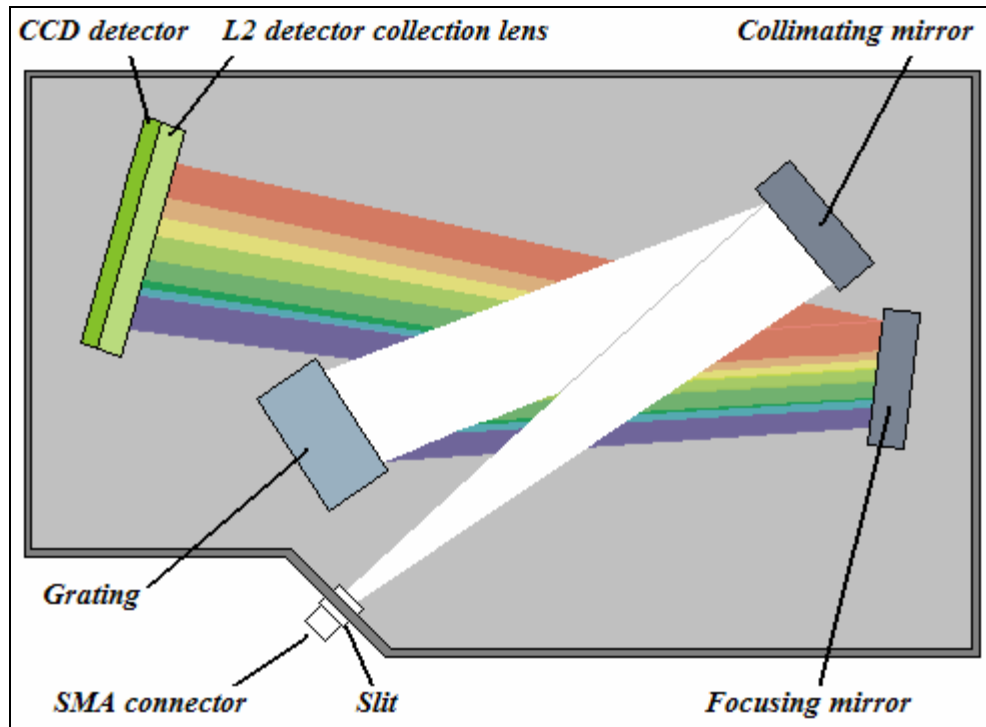 CCD detector
L2 detector collection lens
Collimating mirror
Grating
SMA connector
Slit
Focusing mirror